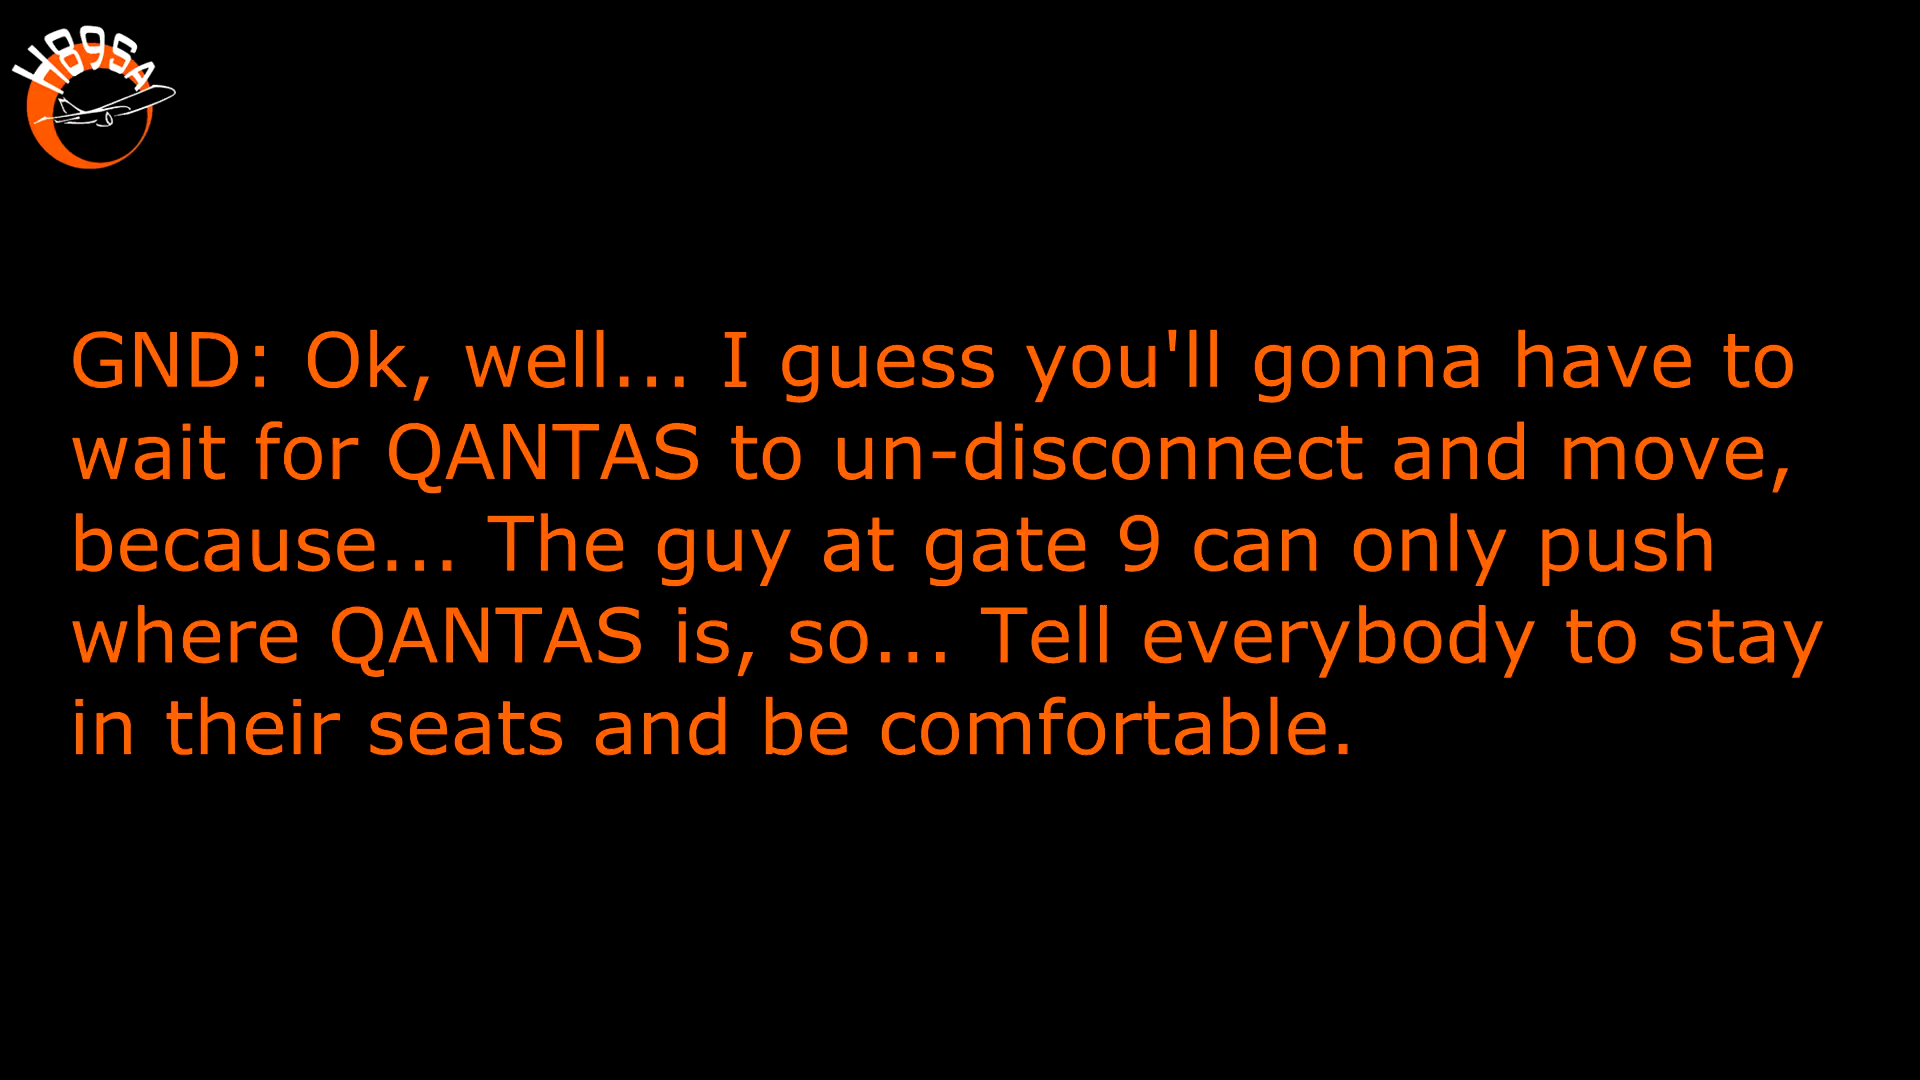 H89SA
GND: Ok, well... I guess you'll gonna have to
wait for QANTAS to un-disconnect and move,
because... The guy at gate 9 can only push
where QANTAS is, so... Tell everybody to stay
in their seats and be comfortable.